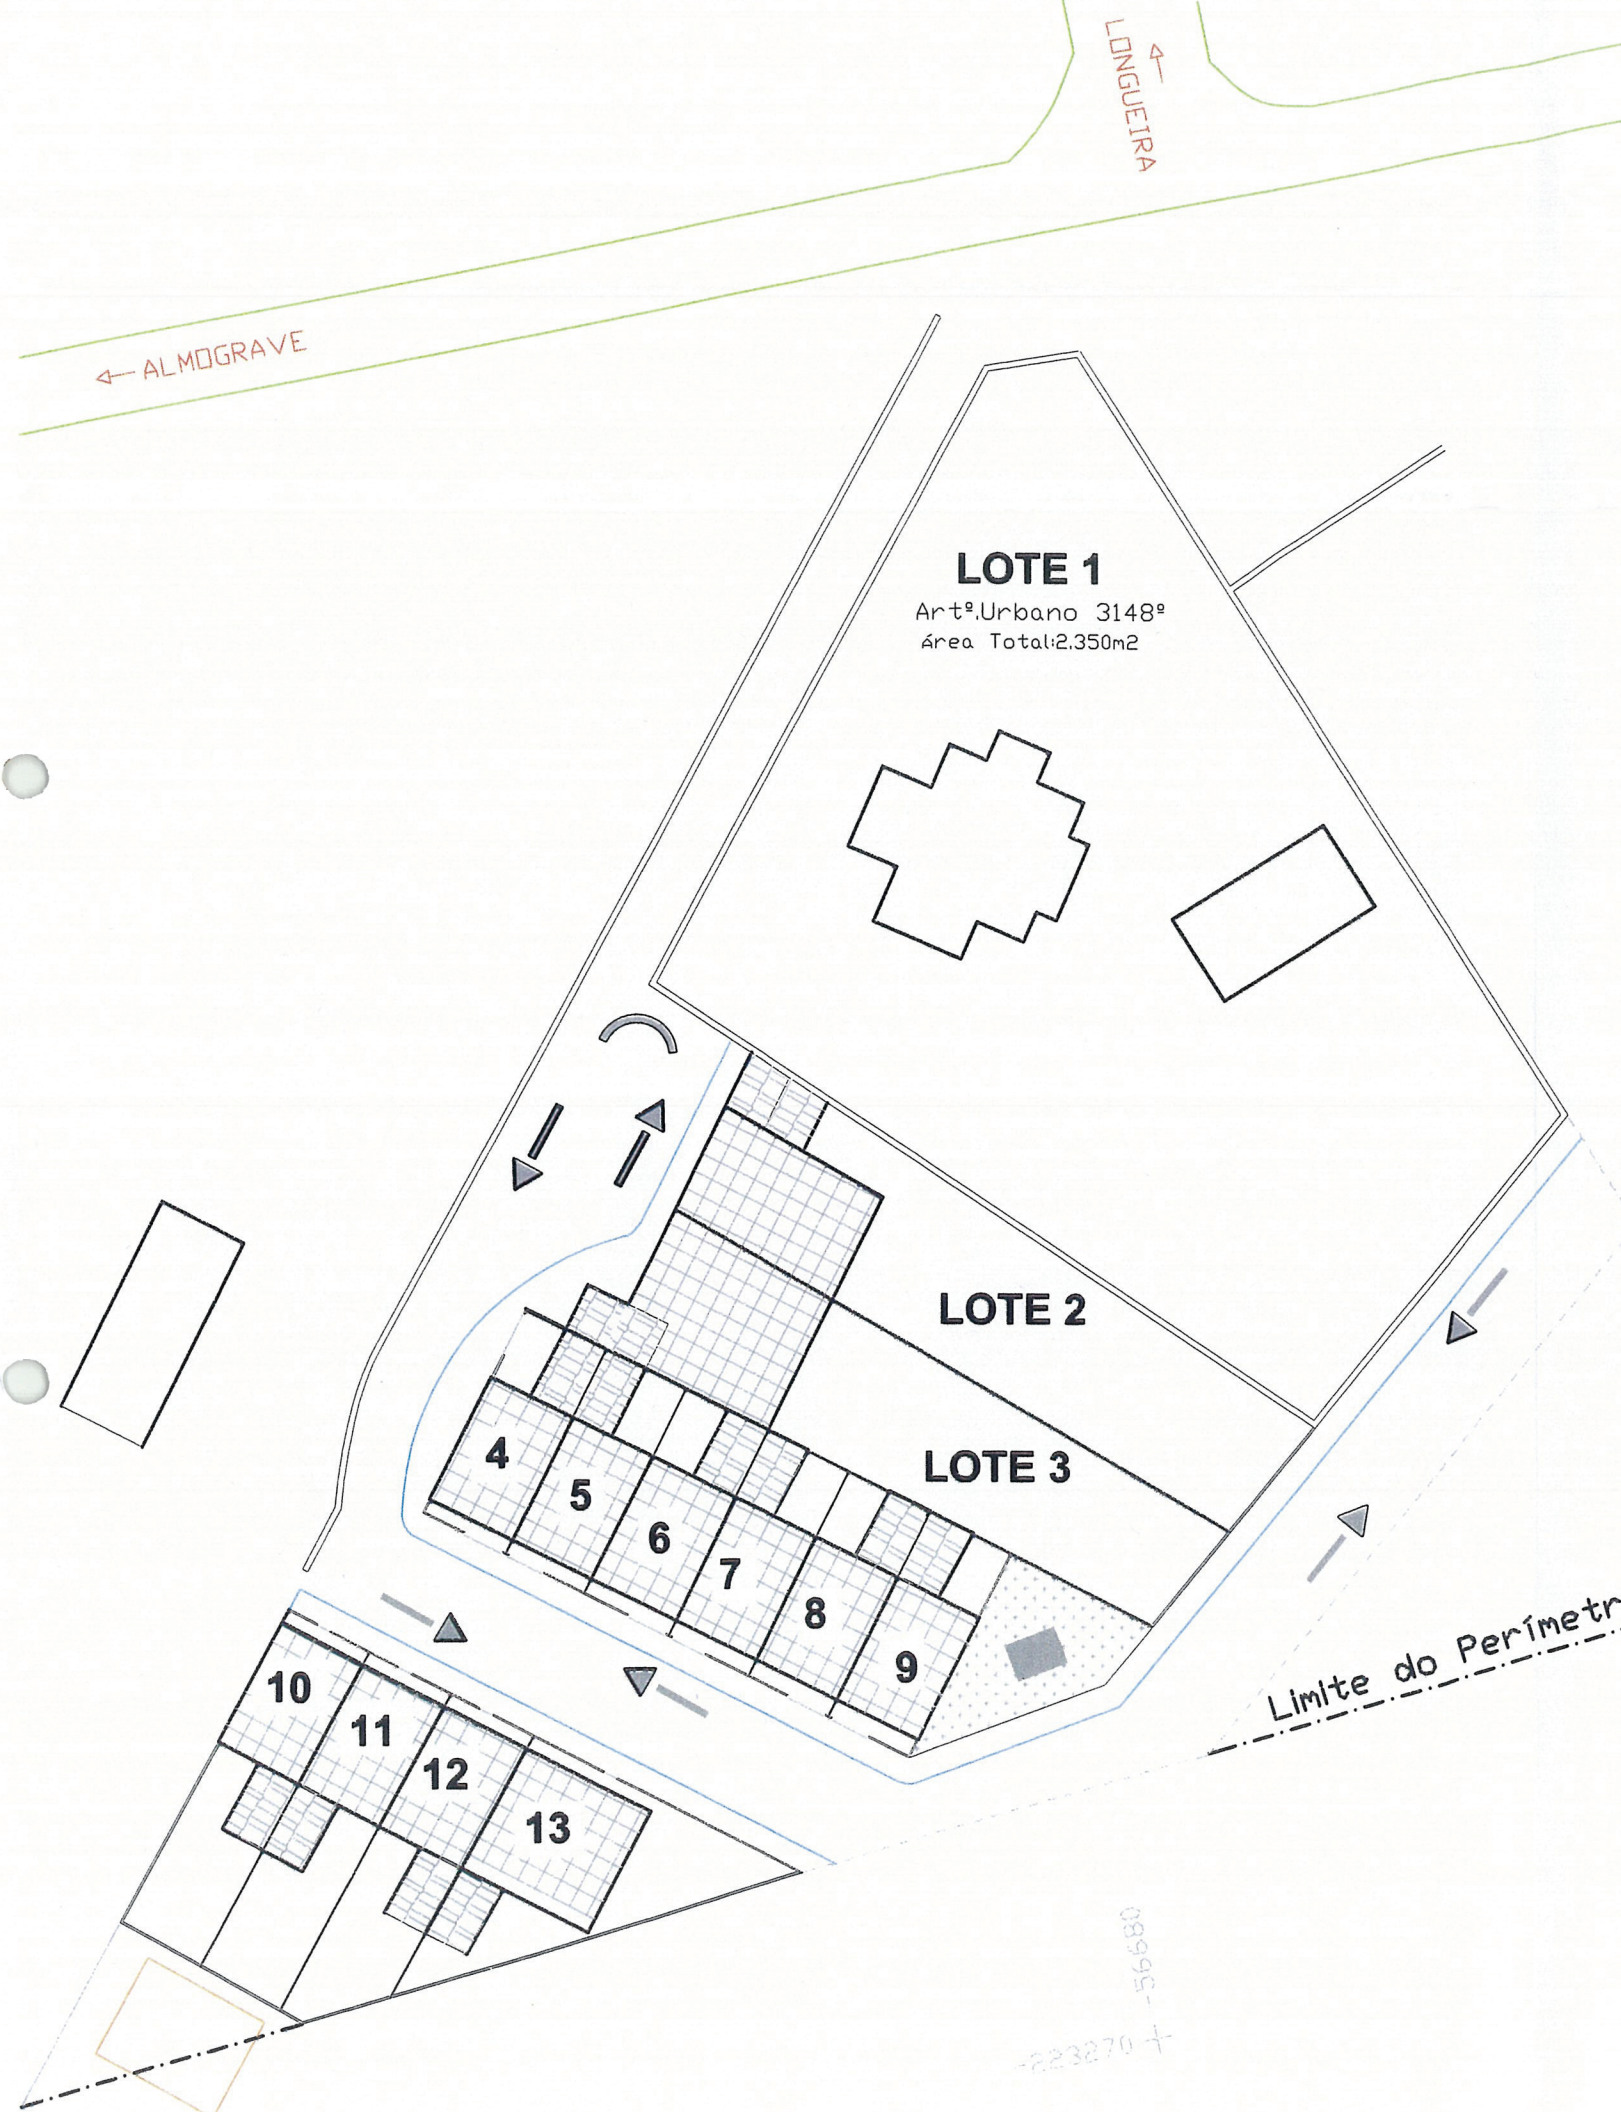 LONGUEIRA
ALMOGRAVE
LOTE 1
Artº.Urbano 3148º
área Total:2.350m2
LOTE 2
LOTE 3
4
5
6
7
8
9
10
11
12
13
Limite do Perímetr
-56680
-223270